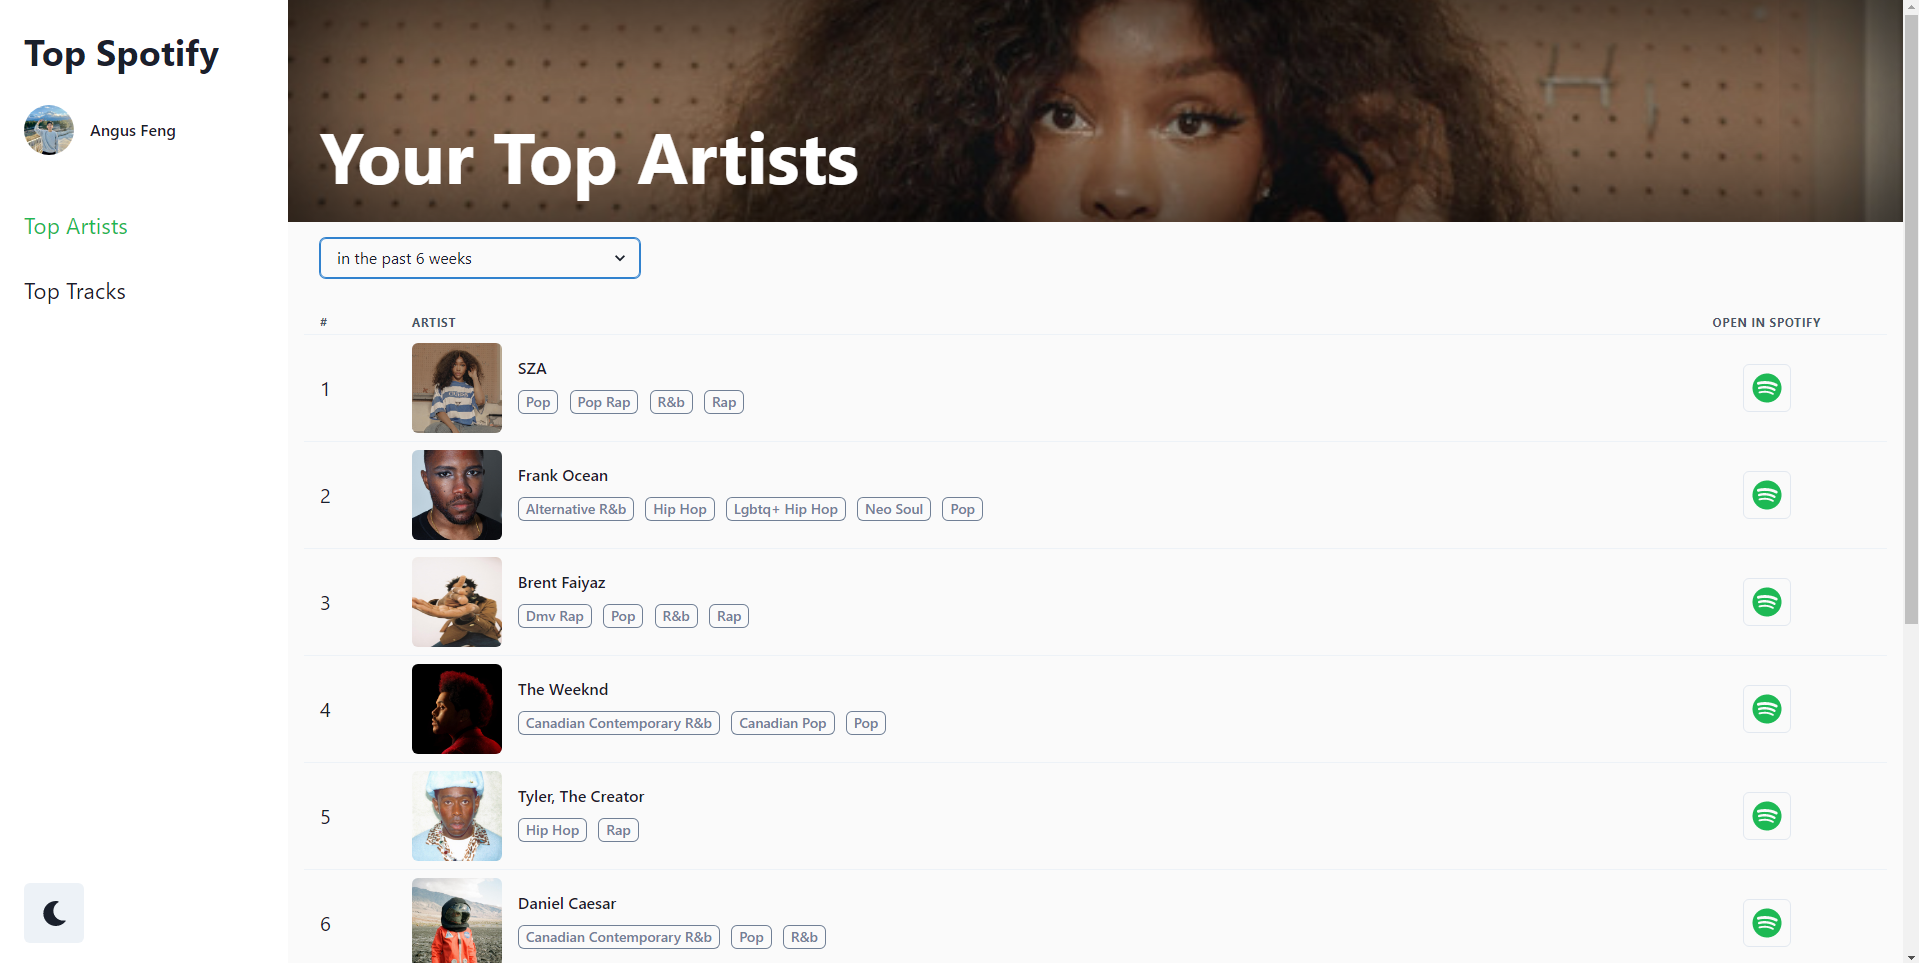 Top Spotify
Angus Feng
Top Artists
Top Tracks
Your Top Artists
in the past 6 weeks
# ARTIST OPEN IN SPOTIFY
1 SZA
Pop Pop Rap R&b Rap
2 Frank Ocean
Alternative R&b Hip Hop Lgbtq+ Hip Hop Neo Soul Pop
3 Brent Faiyaz
Dmv Rap Pop R&b Rap
4 The Weeknd
Canadian Contemporary R&b Canadian Pop Pop
5 Tyler, The Creator
Hip Hop Rap
6 Daniel Caesar
Canadian Contemporary R&b Pop R&b